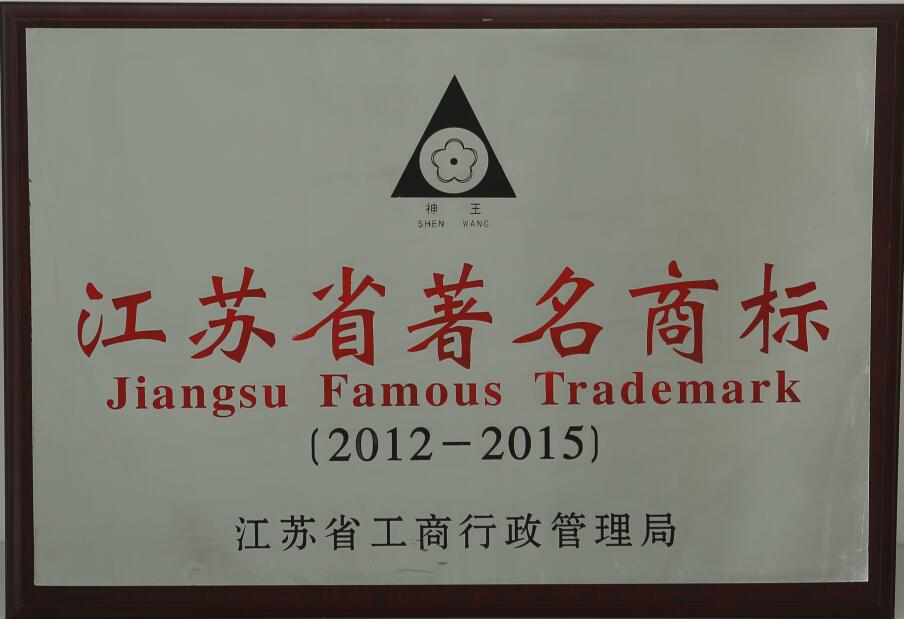 神 王
SHEN WANG
江苏省著名商标
Jiangsu Famous Trademark
(2012-2015)
江苏省工商行政管理局